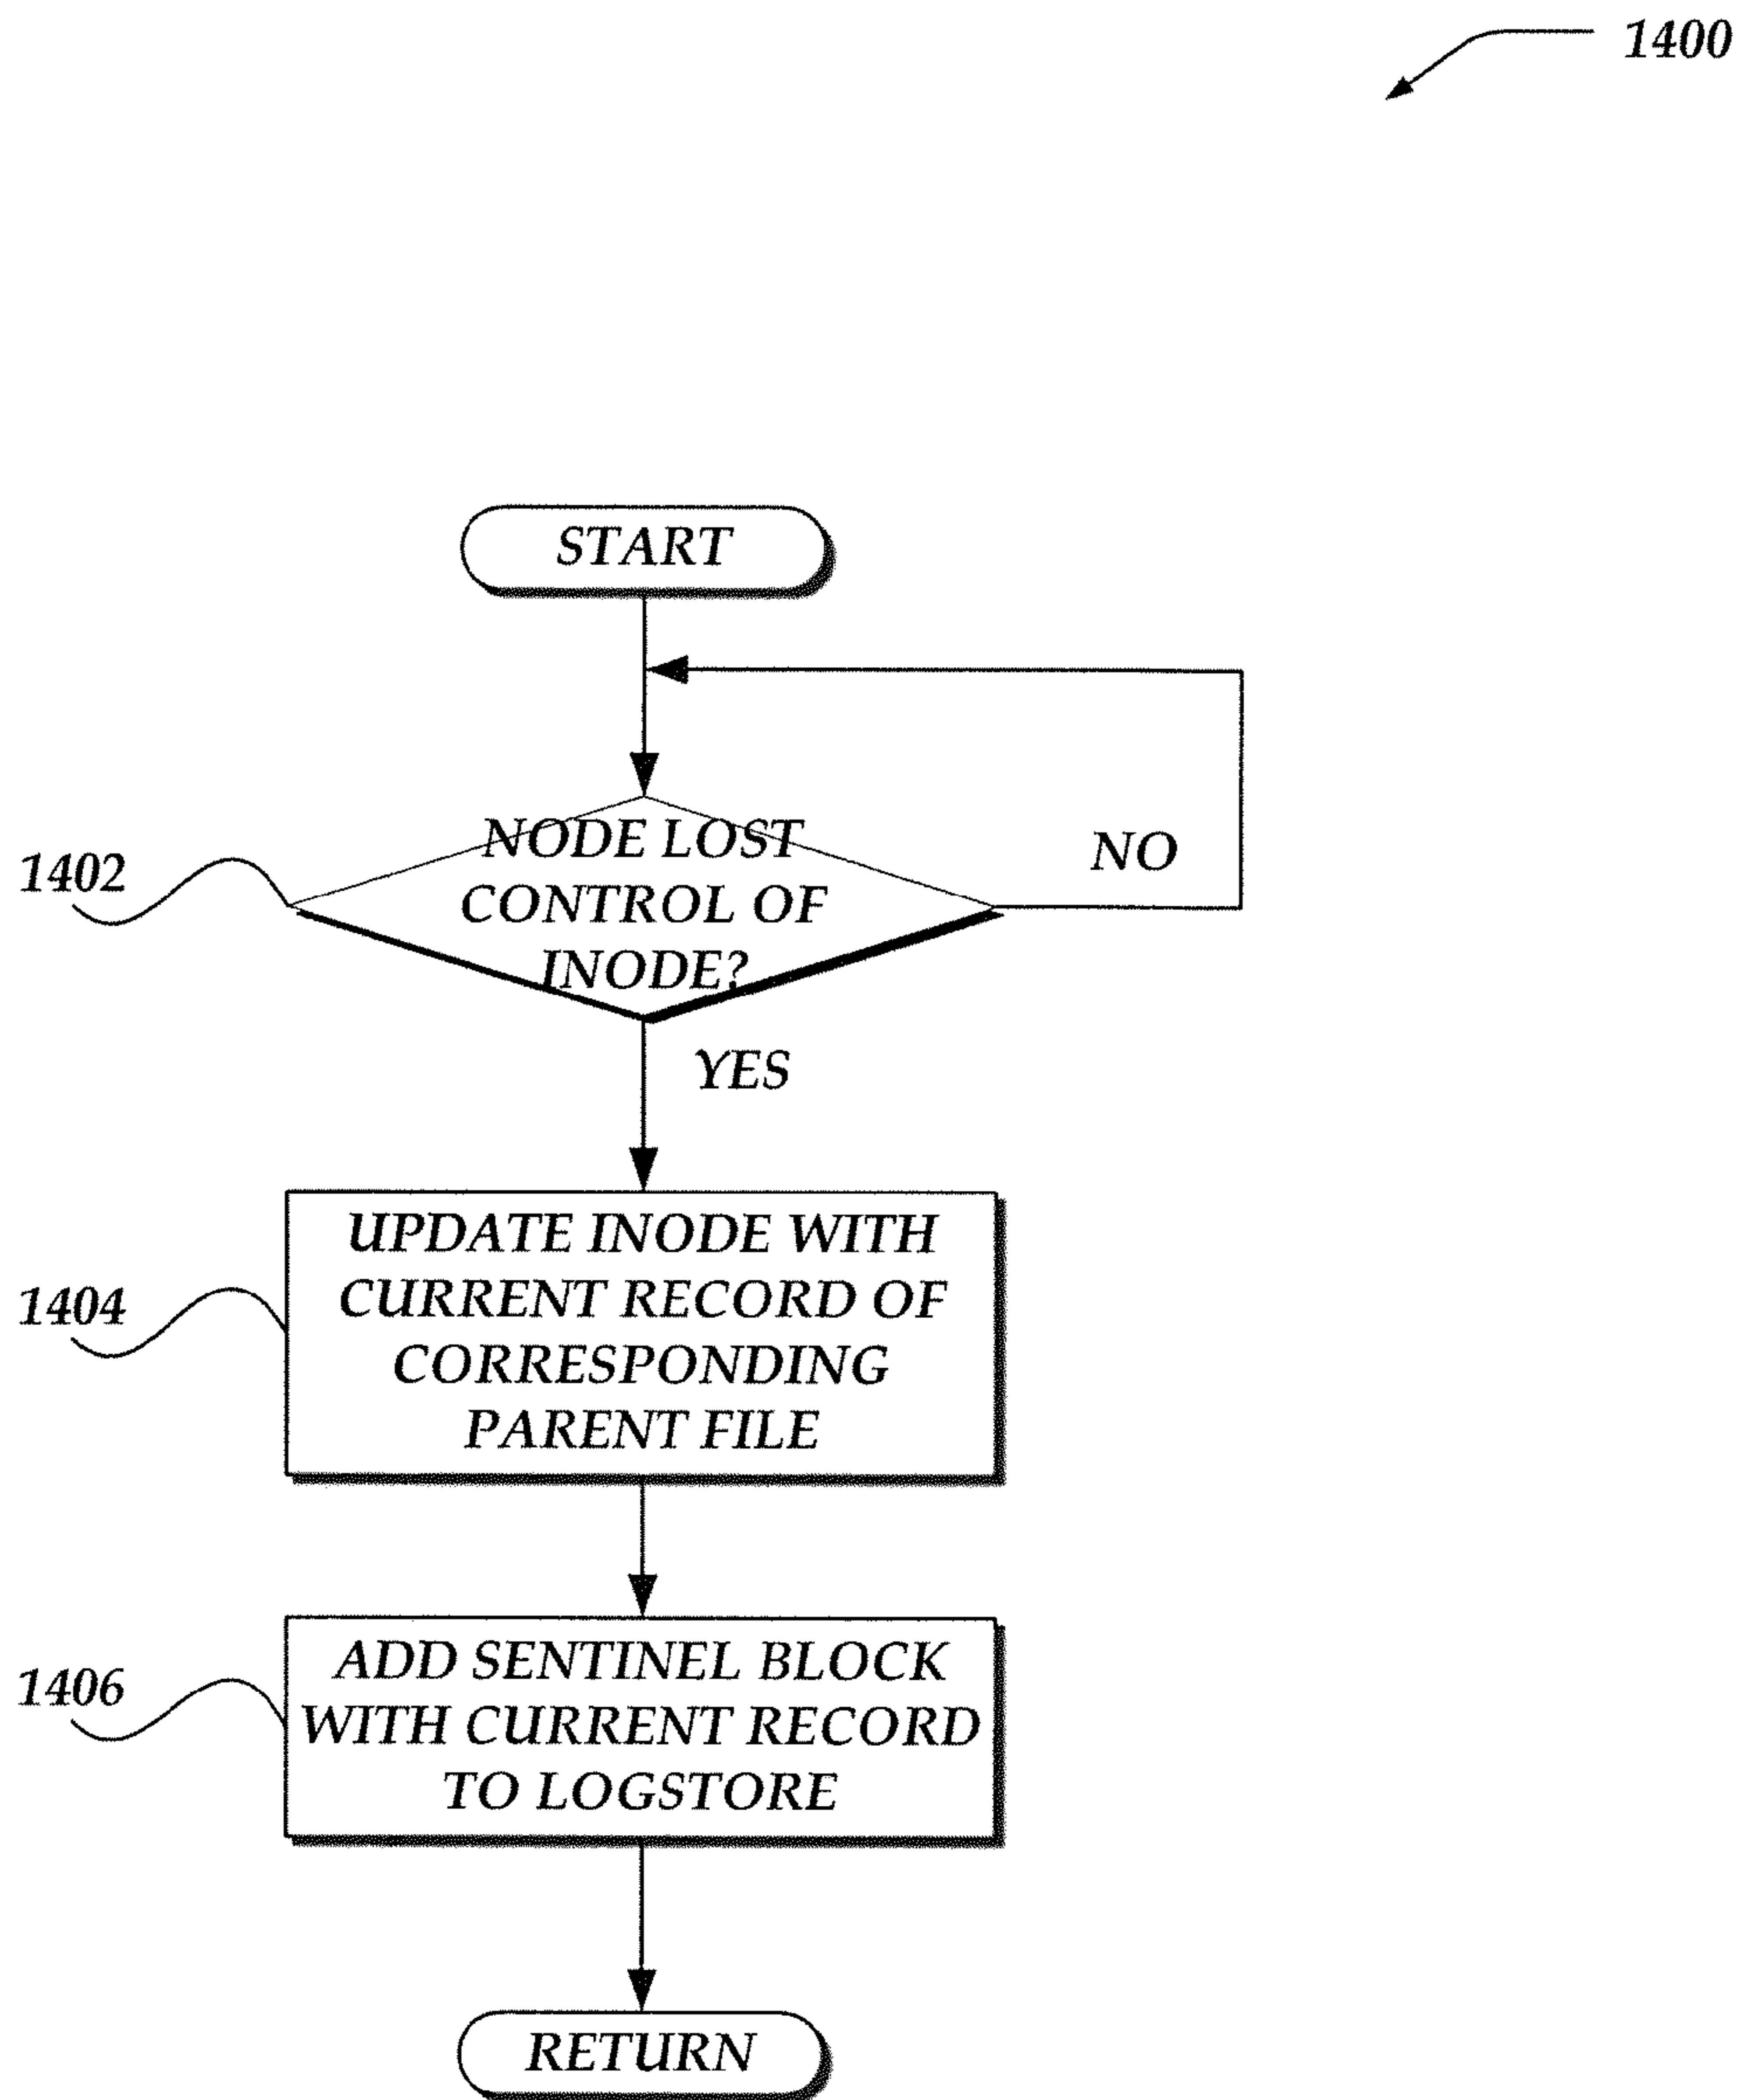 1400
START
NODE LOST
CONTROL OF
INODE?
1402
NO
YES
UPDATE INODE WITH
CURRENT RECORD OF
CORRESPONDING
PARENT FILE
1404
ADD SENTINEL BLOCK
WITH CURRENT RECORD
TO LOGSTORE
1406
RETURN